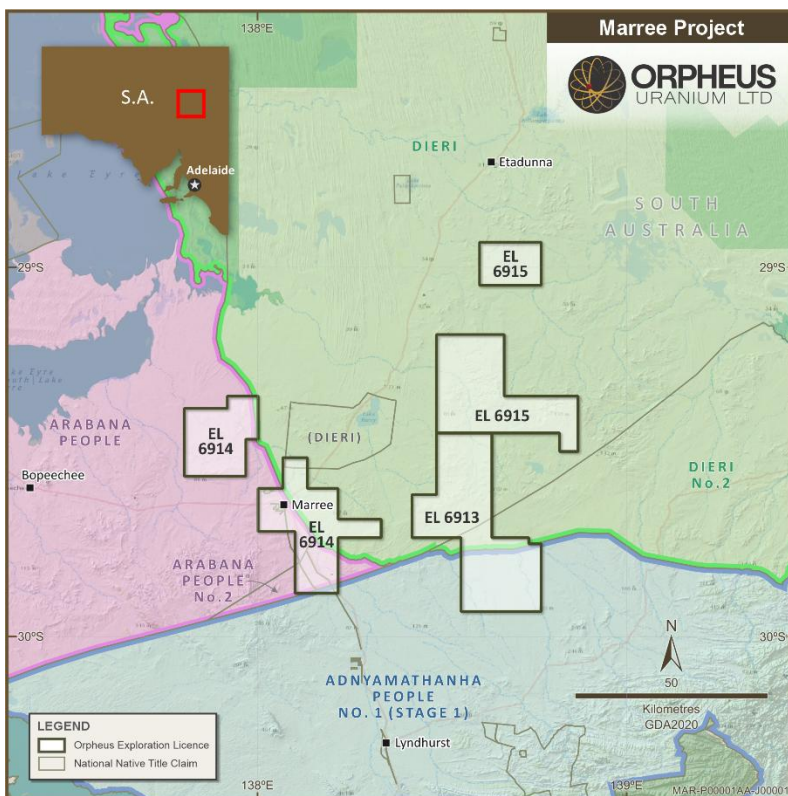 138°E
Marree Project
ORPHEUS
URANIUM LTD
S.A.
Adelaide
DIERI
Etadunna
SOUTH
AUSTRALIA
29°S
EL
6915
29°S
EL 6915
ARABANA
PEOPLE
EL
6914
(DIERI)
Bopeechee
DIERI
No.2
Marree
EL 6913
EL
6914
ARABANA
PEOPLE
No.2
30°S
N
30°S
50
Kilometres
GDA2020
ADNYAMATHANHA
PEOPLE
NO. 1 (STAGE 1)
Lyndhurst
LEGEND
Orpheus Exploration Licence
National Native Title Claim
138°E
139°E
MAR-P00001AA-J00001